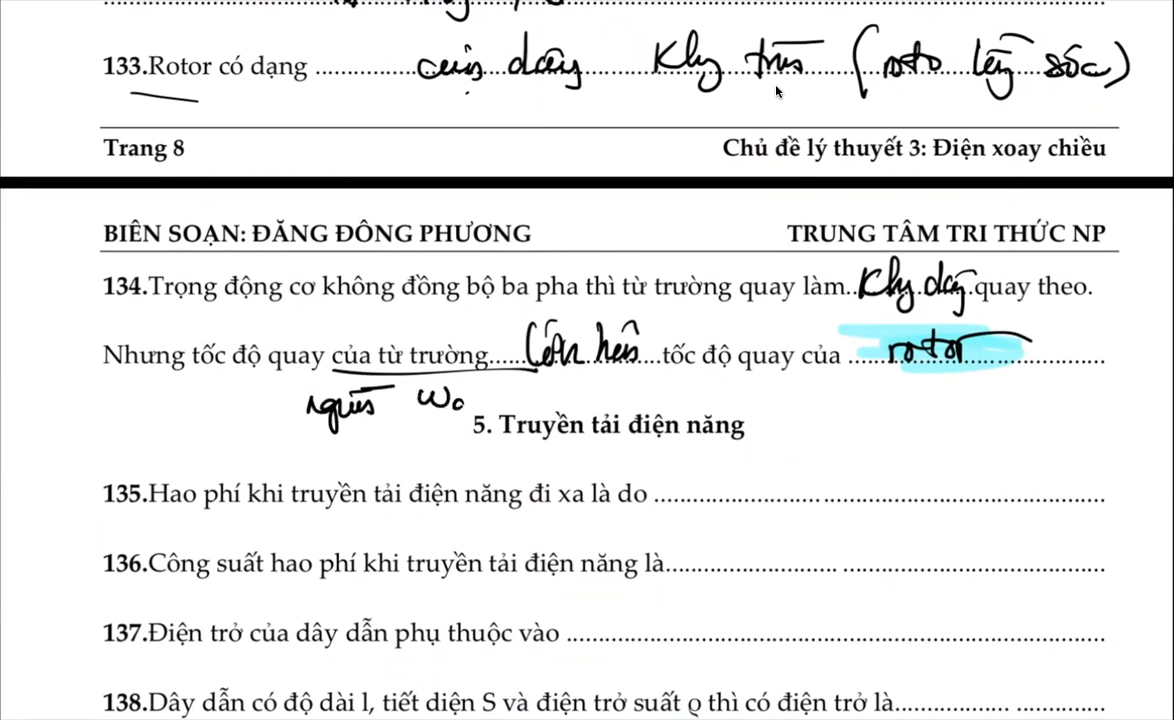 133.Rotor có dạng .................. cuộn dây khung trụ (roto lồng sóc)
Trang 8 Chủ đề lý thuyết 3: Điện xoay chiều
BIÊN SOẠN: ĐĂNG ĐÔNG PHƯƠNG TRUNG TÂM TRI THỨC NP
134.Trọng động cơ không đồng bộ ba pha thì từ trường quay làm.. khung dây quay theo.
Nhưng tốc độ quay của từ trường..... lớn hơn ...tốc độ quay của ...... rotor ............
ω₀
5. Truyền tải điện năng
135.Hao phí khi truyền tải điện năng đi xa là do ............................................................
136.Công suất hao phí khi truyền tải điện năng là............................ ...........................................
137.Điện trở của dây dẫn phụ thuộc vào .........................................................................
138.Dây dẫn có độ dài l, tiết diện S và điện trở suất ϱ thì có điện trở là................... ...............